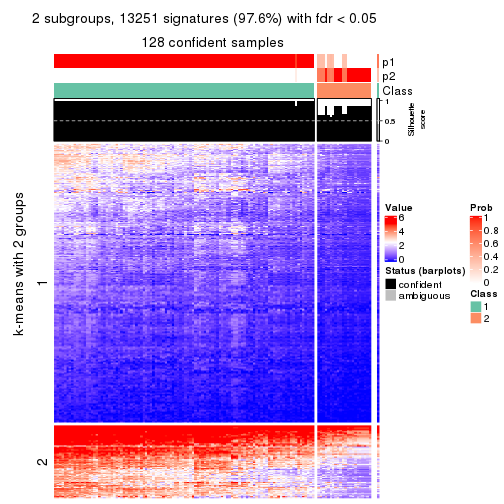 2 subgroups, 13251 signatures (97.6%) with fdr < 0.05
128 confident samples
p1
p2
Class
1
0.5
0
Silhouette
score
k-means with 2 groups
1
2
Value
6
4
2
0
Status (barplots)
confident
ambiguous
Prob
1
0.8
0.6
0.4
0.2
0
Class
1
2